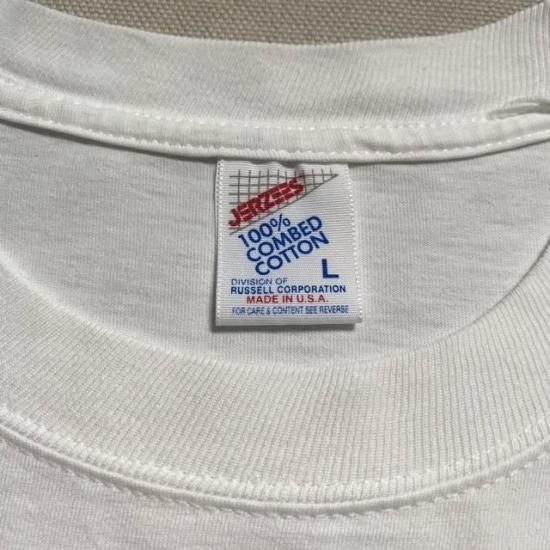 JERZEES
100%
COMBED
COTTON
L
DIVISION OF
RUSSELL CORPORATION
MADE IN U.S.A.
FOR CARE & CONTENT SEE REVERSE